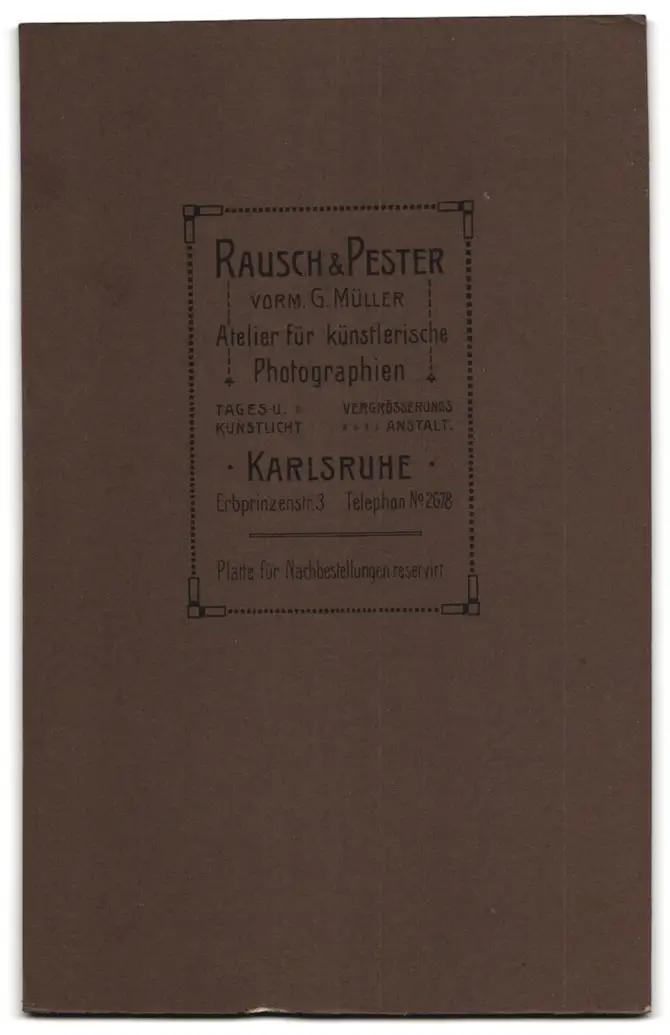 RAUSCH & PESTER
VORM. G. MÜLLER
Atelier für künstlerische
Photographien
TAGES-U. VERGRÖSSERUNGS
KUNSTLICHT ANSTALT.
· KARLSRUHE ·
Erbprinzenstr.3 Telephon No 2678
Platte für Nachbestellungen reservirt